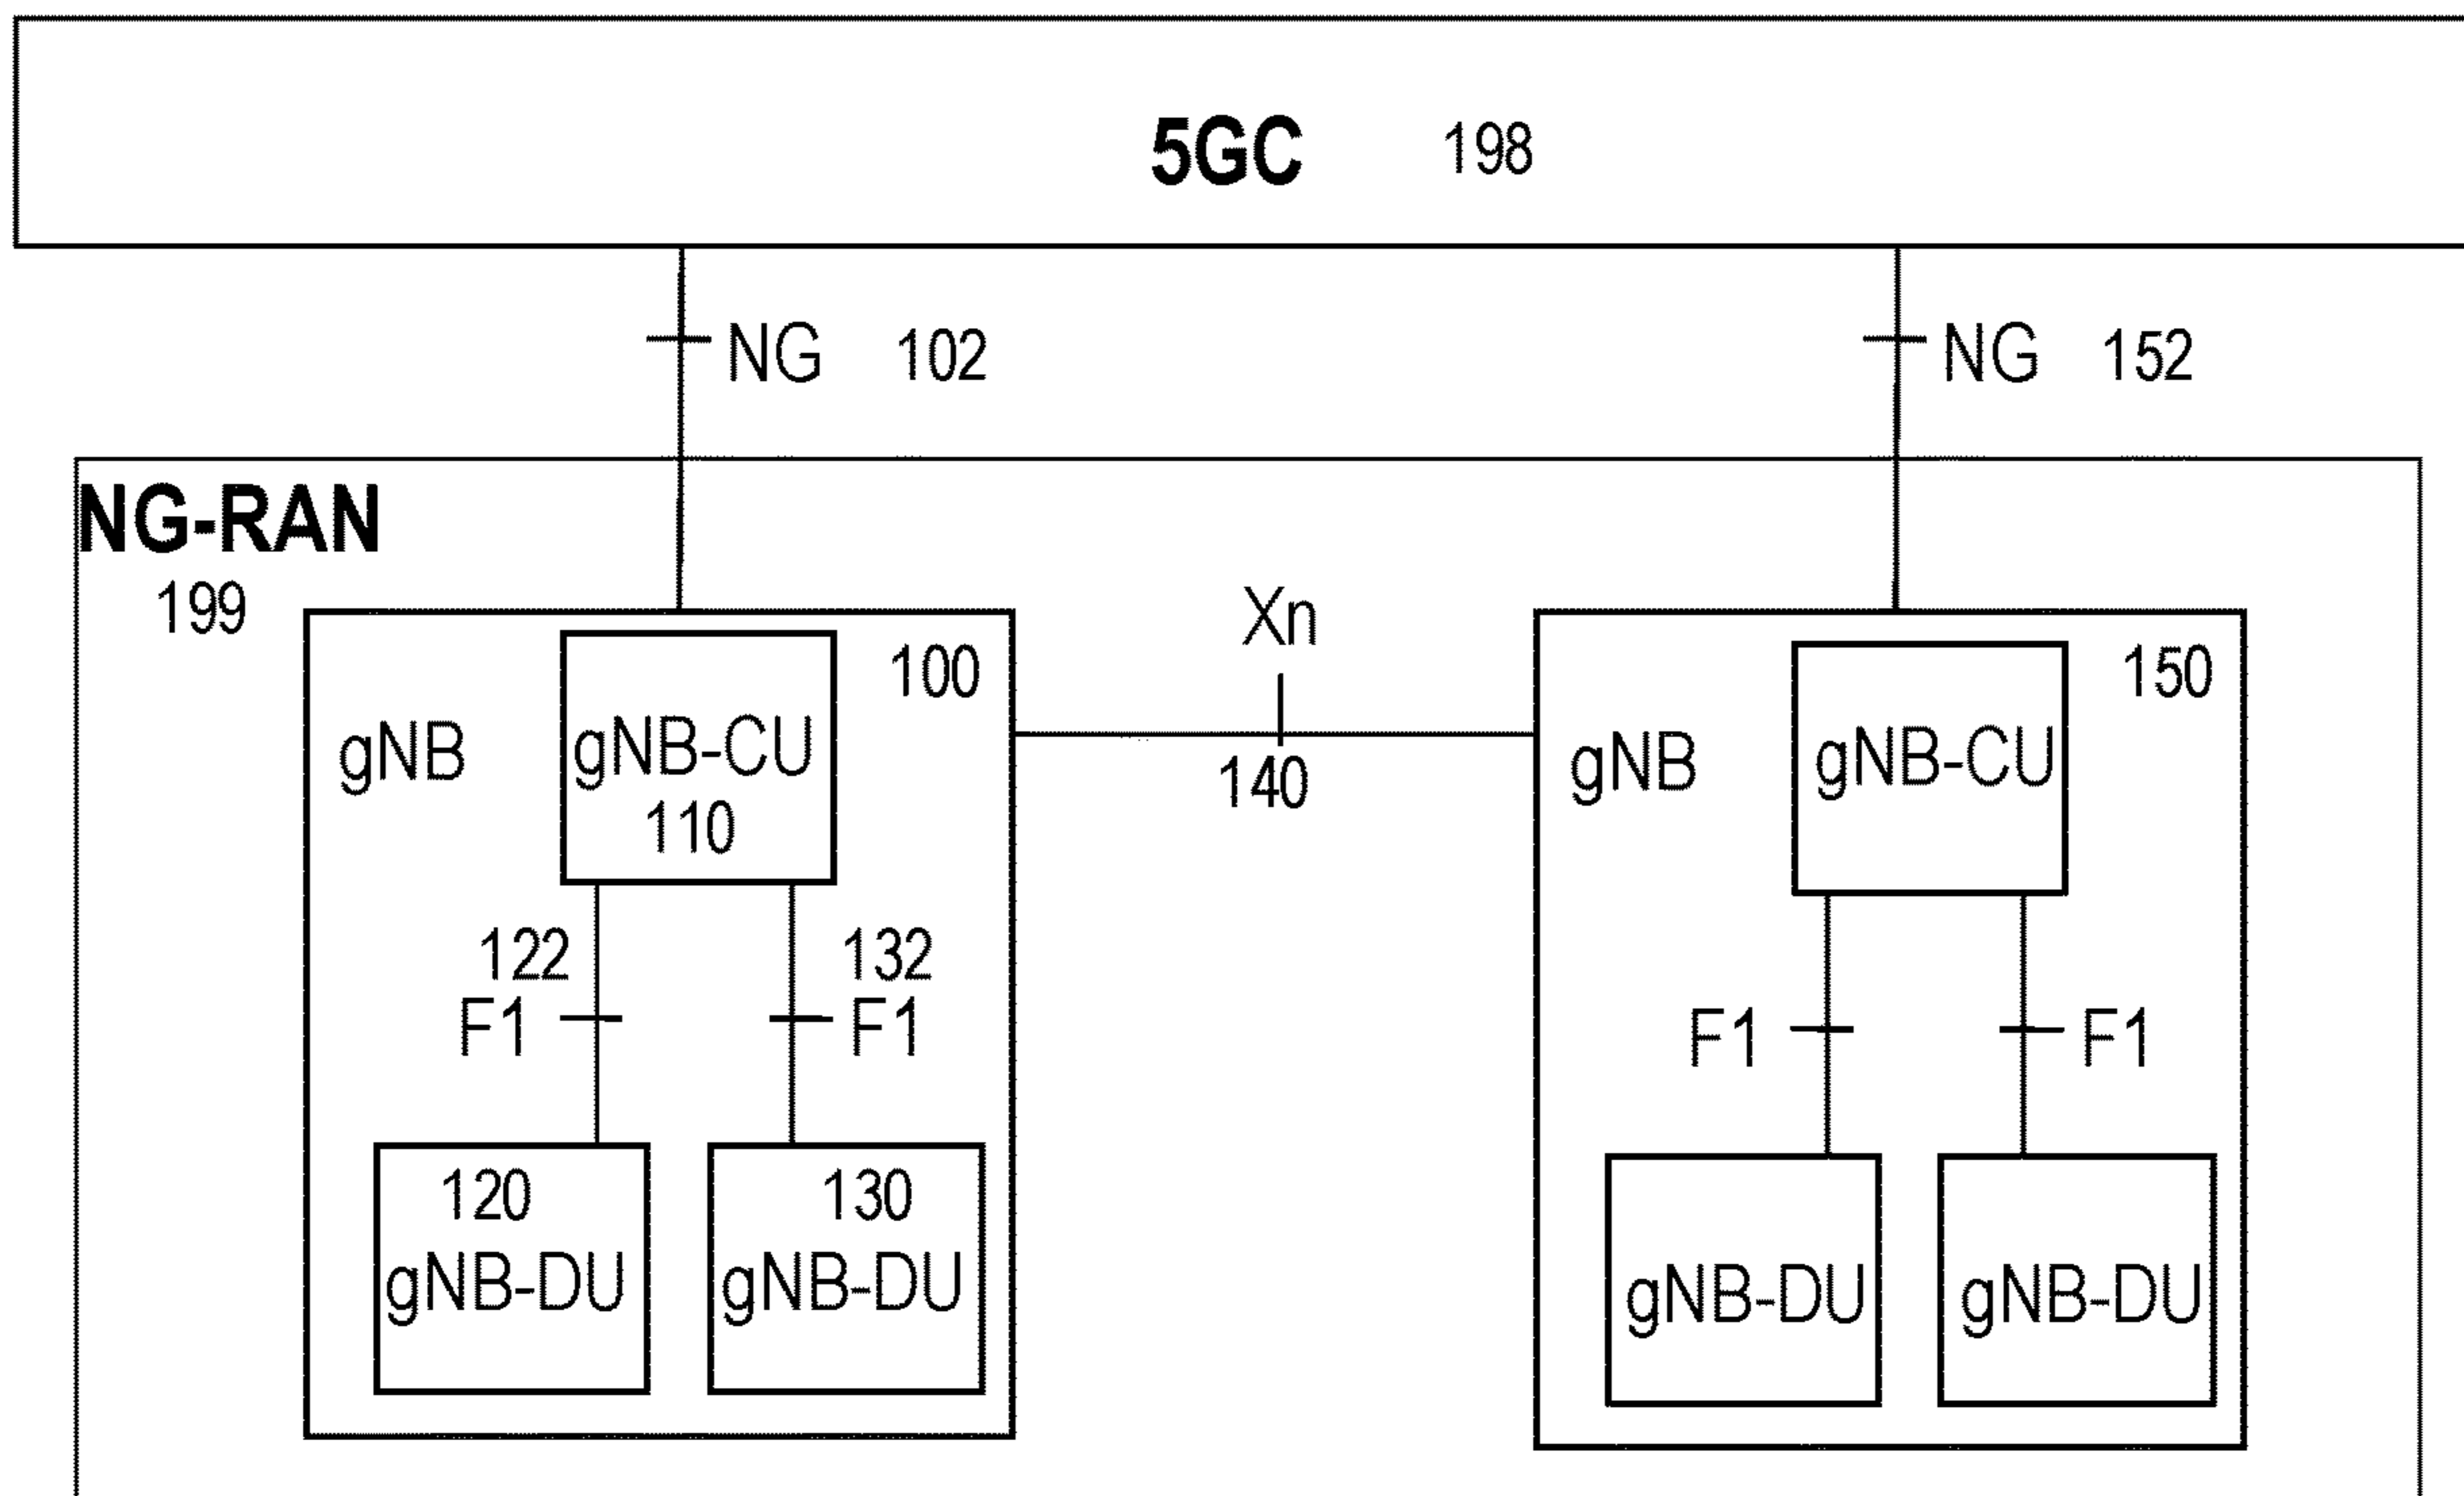 5GC 198
NG 102
NG 152
NG-RAN
199
Xn
140
100
gNB
gNB-CU
110
122
F1
132
F1
120
gNB-DU
130
gNB-DU
150
gNB
gNB-CU
F1
F1
gNB-DU
gNB-DU